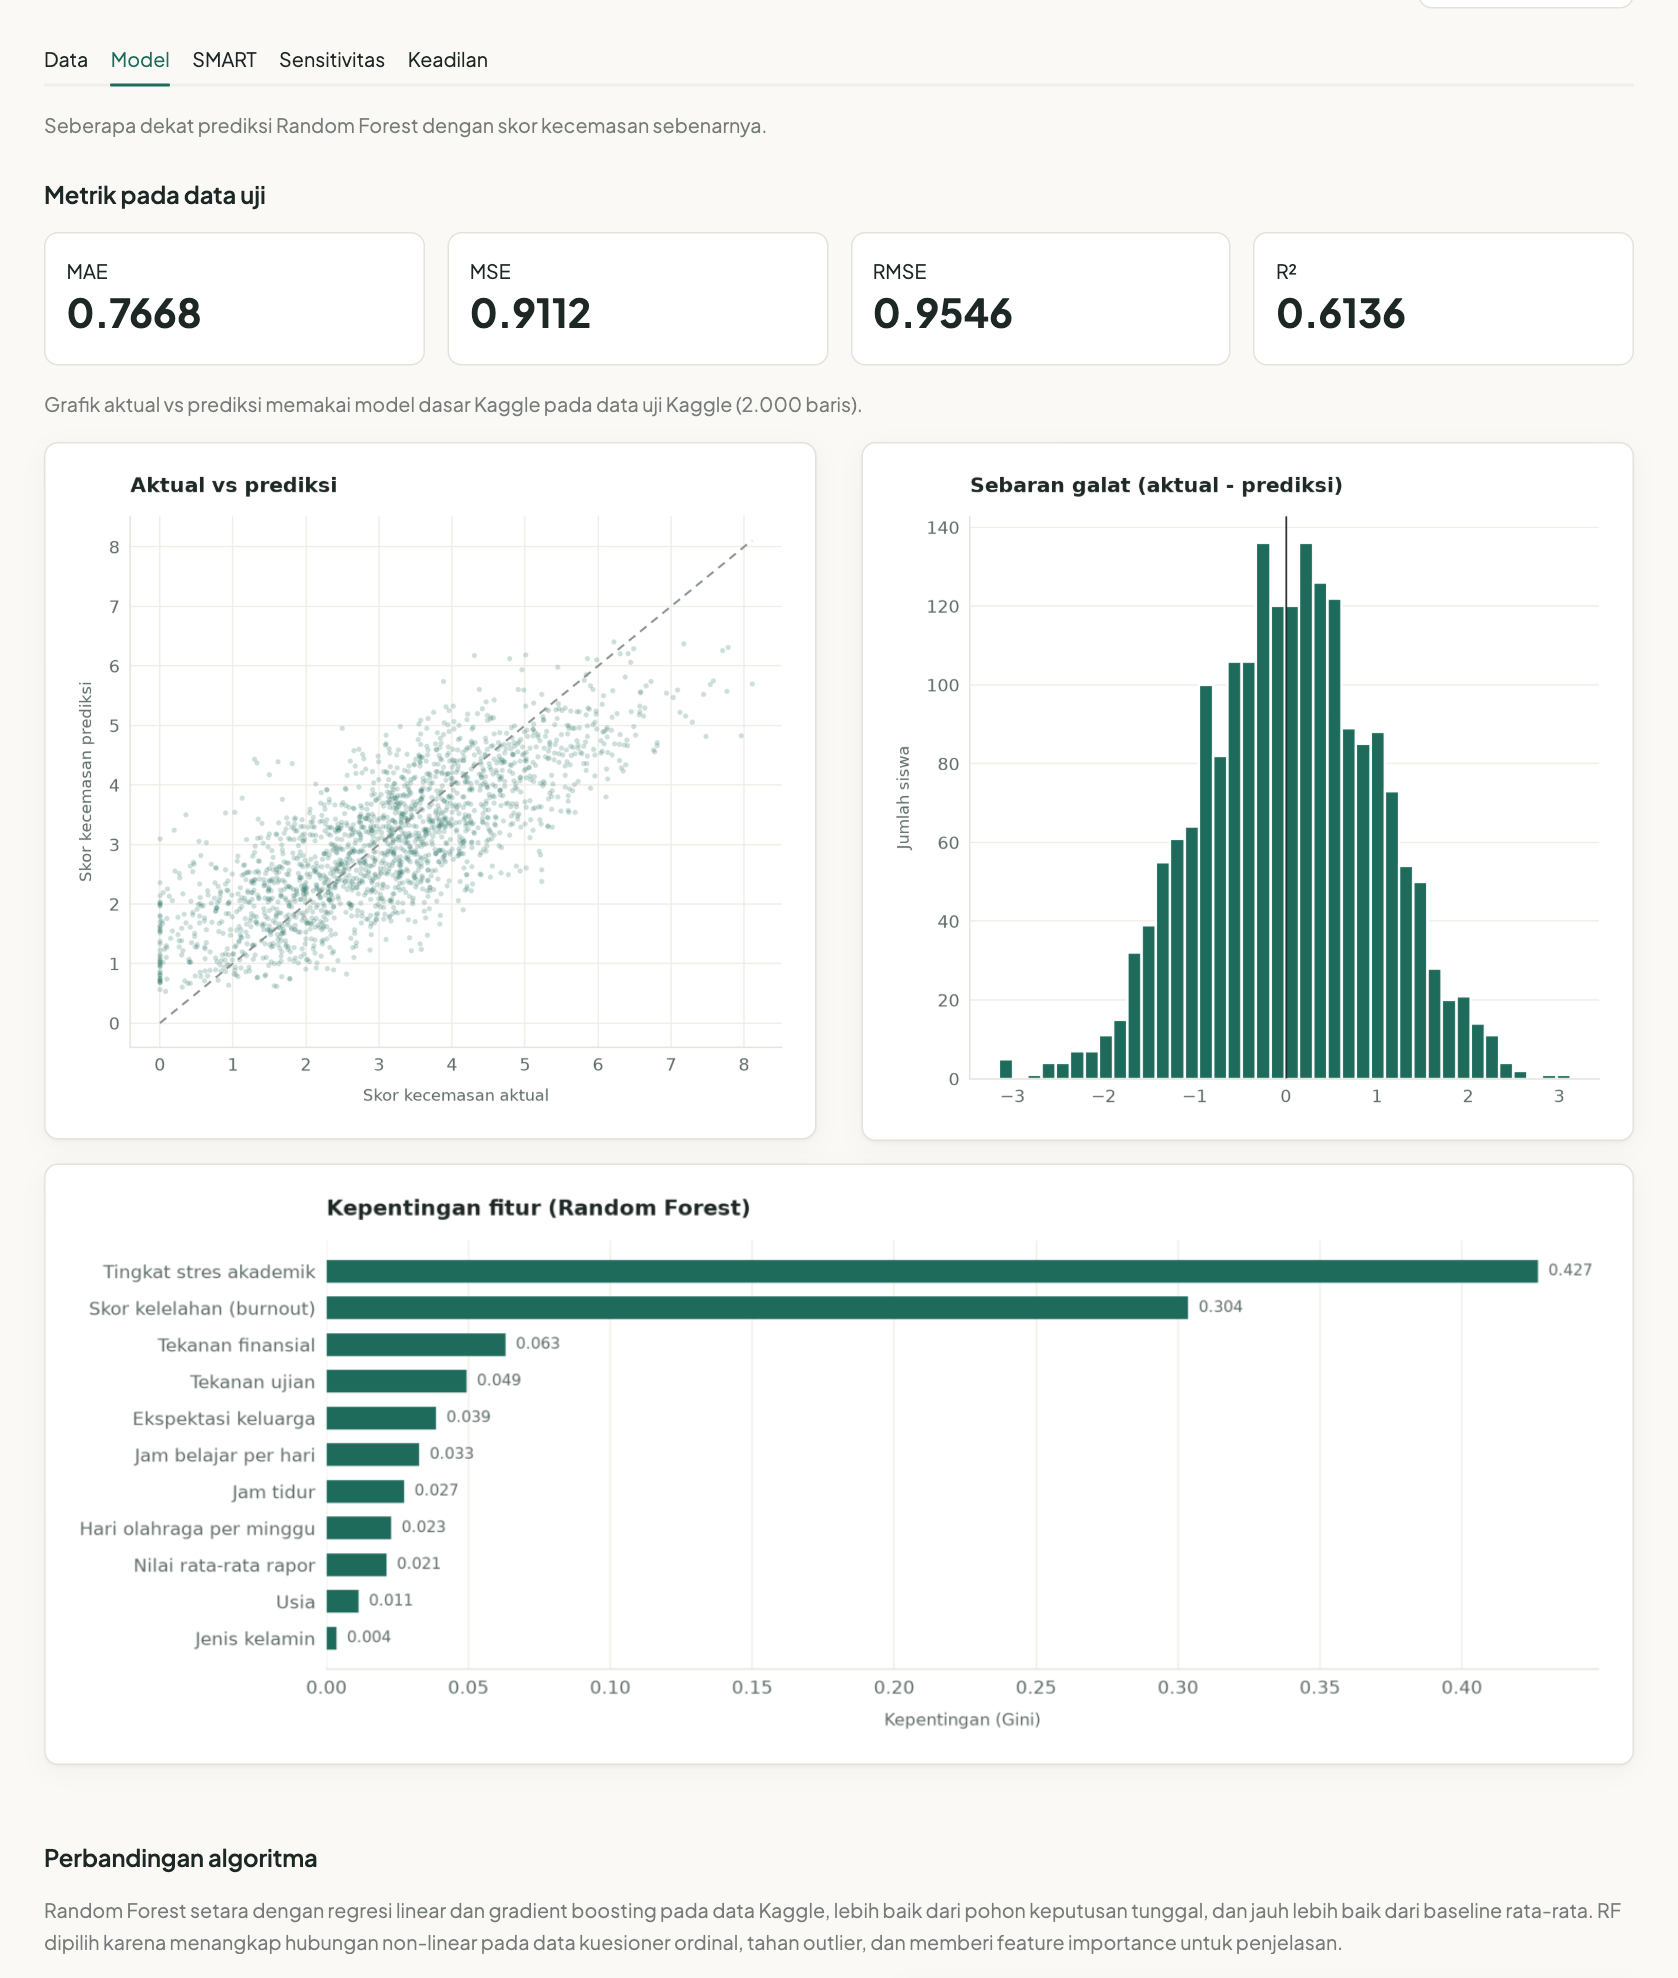 Data Model SMART Sensitivitas Keadilan
Seberapa dekat prediksi Random Forest dengan skor kecemasan sebenarnya.
Metrik pada data uji
MAE
0.7668
MSE
0.9112
RMSE
0.9546
R²
0.6136
Grafik aktual vs prediksi memakai model dasar Kaggle pada data uji Kaggle (2.000 baris).
Aktual vs prediksi
Skor kecemasan prediksi
8
7
6
5
4
3
2
1
0
0 1 2 3 4 5 6 7 8
Skor kecemasan aktual
Sebaran galat (aktual - prediksi)
Jumlah siswa
140
120
100
80
60
40
20
0
−3 −2 −1 0 1 2 3
Kepentingan fitur (Random Forest)
Tingkat stres akademik 0.427
Skor kelelahan (burnout) 0.304
Tekanan finansial 0.063
Tekanan ujian 0.049
Ekspektasi keluarga 0.039
Jam belajar per hari 0.033
Jam tidur 0.027
Hari olahraga per minggu 0.023
Nilai rata-rata rapor 0.021
Usia 0.011
Jenis kelamin 0.004
0.00 0.05 0.10 0.15 0.20 0.25 0.30 0.35 0.40
Kepentingan (Gini)
Perbandingan algoritma
Random Forest setara dengan regresi linear dan gradient boosting pada data Kaggle, lebih baik dari pohon keputusan tunggal, dan jauh lebih baik dari baseline rata-rata. RF
dipilih karena menangkap hubungan non-linear pada data kuesioner ordinal, tahan outlier, dan memberi feature importance untuk penjelasan.